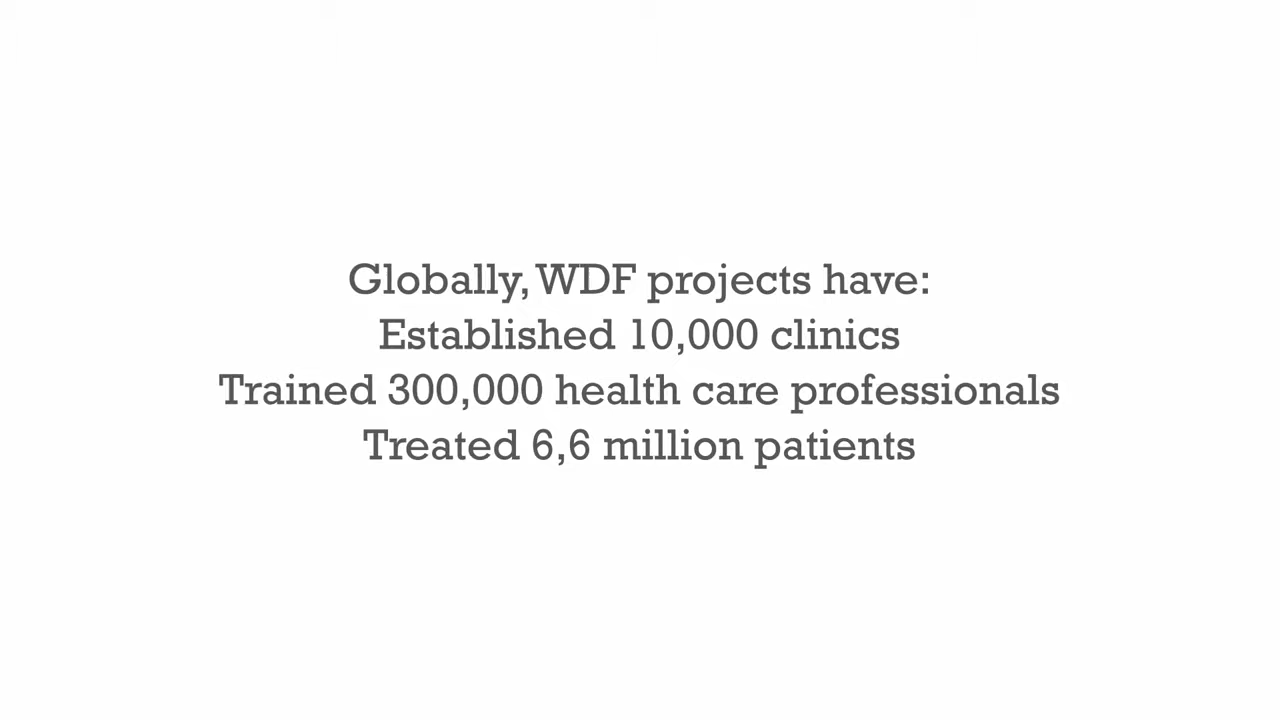 Globally, WDF projects have:
Established 10,000 clinics
Trained 300,000 health care professionals
Treated 6,6 million patients